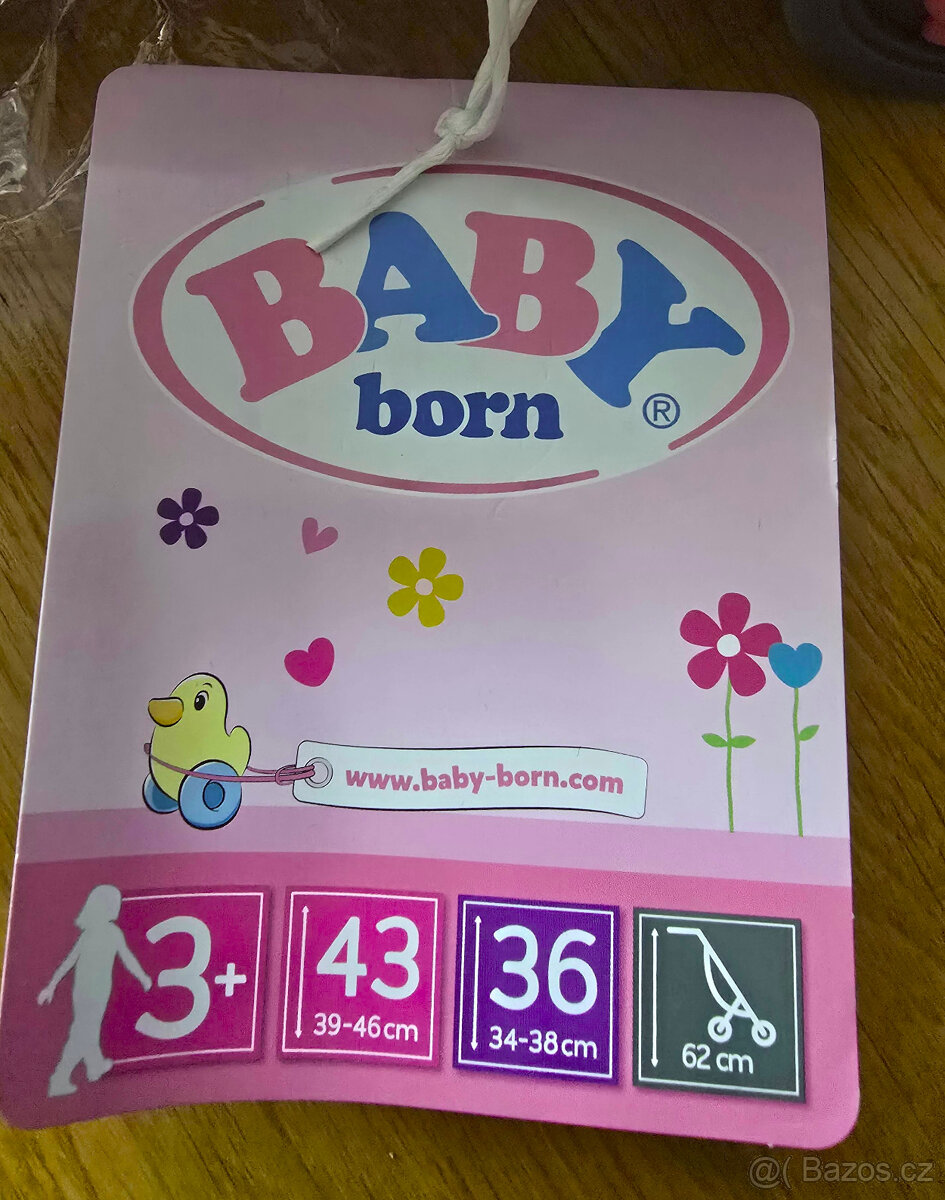 BABY
born ®
www.baby-born.com
3+
43
39-46cm
36
34-38cm
62 cm
@( Bazos.cz